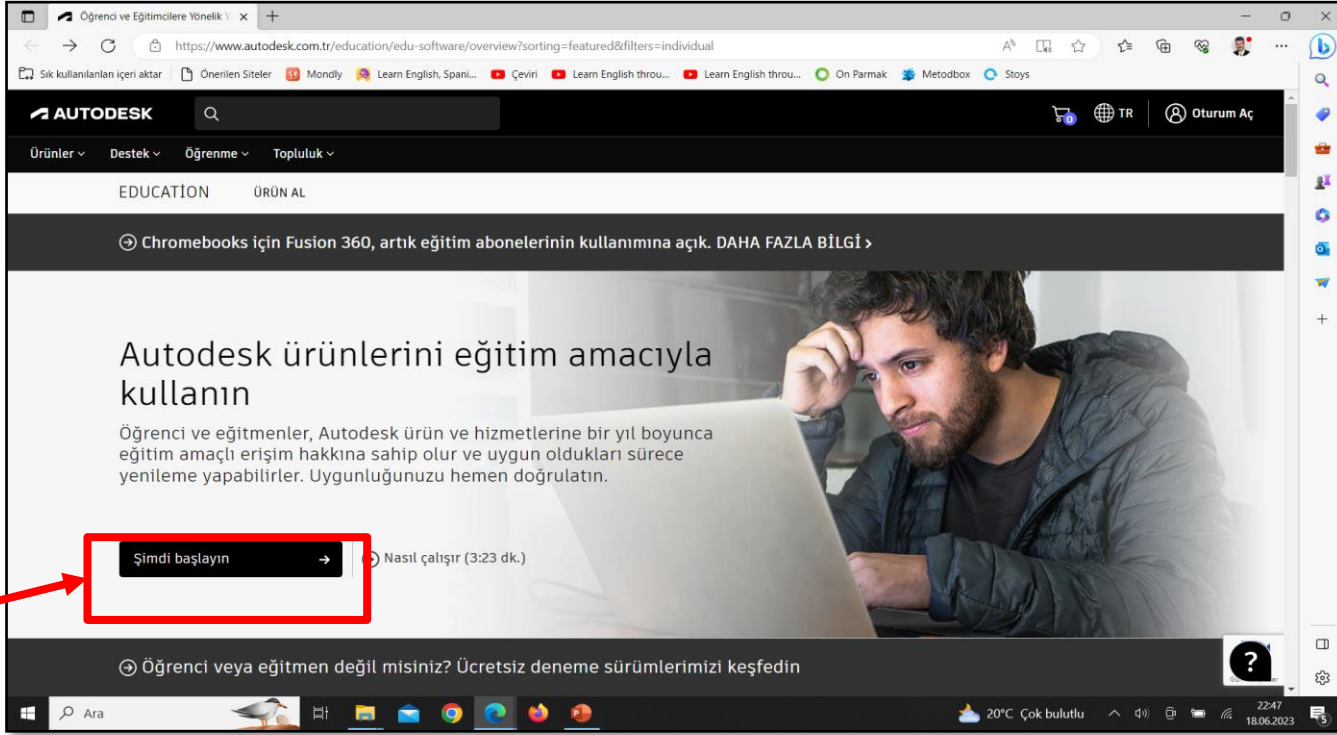 Öğrenci ve Eğitimcilere Yönelik Y
https://www.autodesk.com.tr/education/edu-software/overview?sorting=featured&filters=individual
Sık kullanılanları içeri aktar Önerilen Siteler Mondly Learn English, Spani... Çeviri Learn English throu... Learn English throu... On Parmak Metodbox Stoys
AUTODESK 0 TR Oturum Aç
Ürünler Destek Öğrenme Topluluk
EDUCATİON ÜRÜN AL
Chromebooks için Fusion 360, artık eğitim abonelerinin kullanımına açık. DAHA FAZLA BİLGİ >
Autodesk ürünlerini eğitim amacıyla
kullanın
Öğrenci ve eğitmenler, Autodesk ürün ve hizmetlerine bir yıl boyunca
eğitim amaçlı erişim hakkına sahip olur ve uygun oldukları sürece
yenileme yapabilirler. Uygunluğunuzu hemen doğrulatın.
Şimdi başlayın → Nasıl çalışır (3:23 dk.)
Öğrenci veya eğitmen değil misiniz? Ücretsiz deneme sürümlerimizi keşfedin
?
Ara 20°C Çok bulutlu 22:47
18.06.2023 5